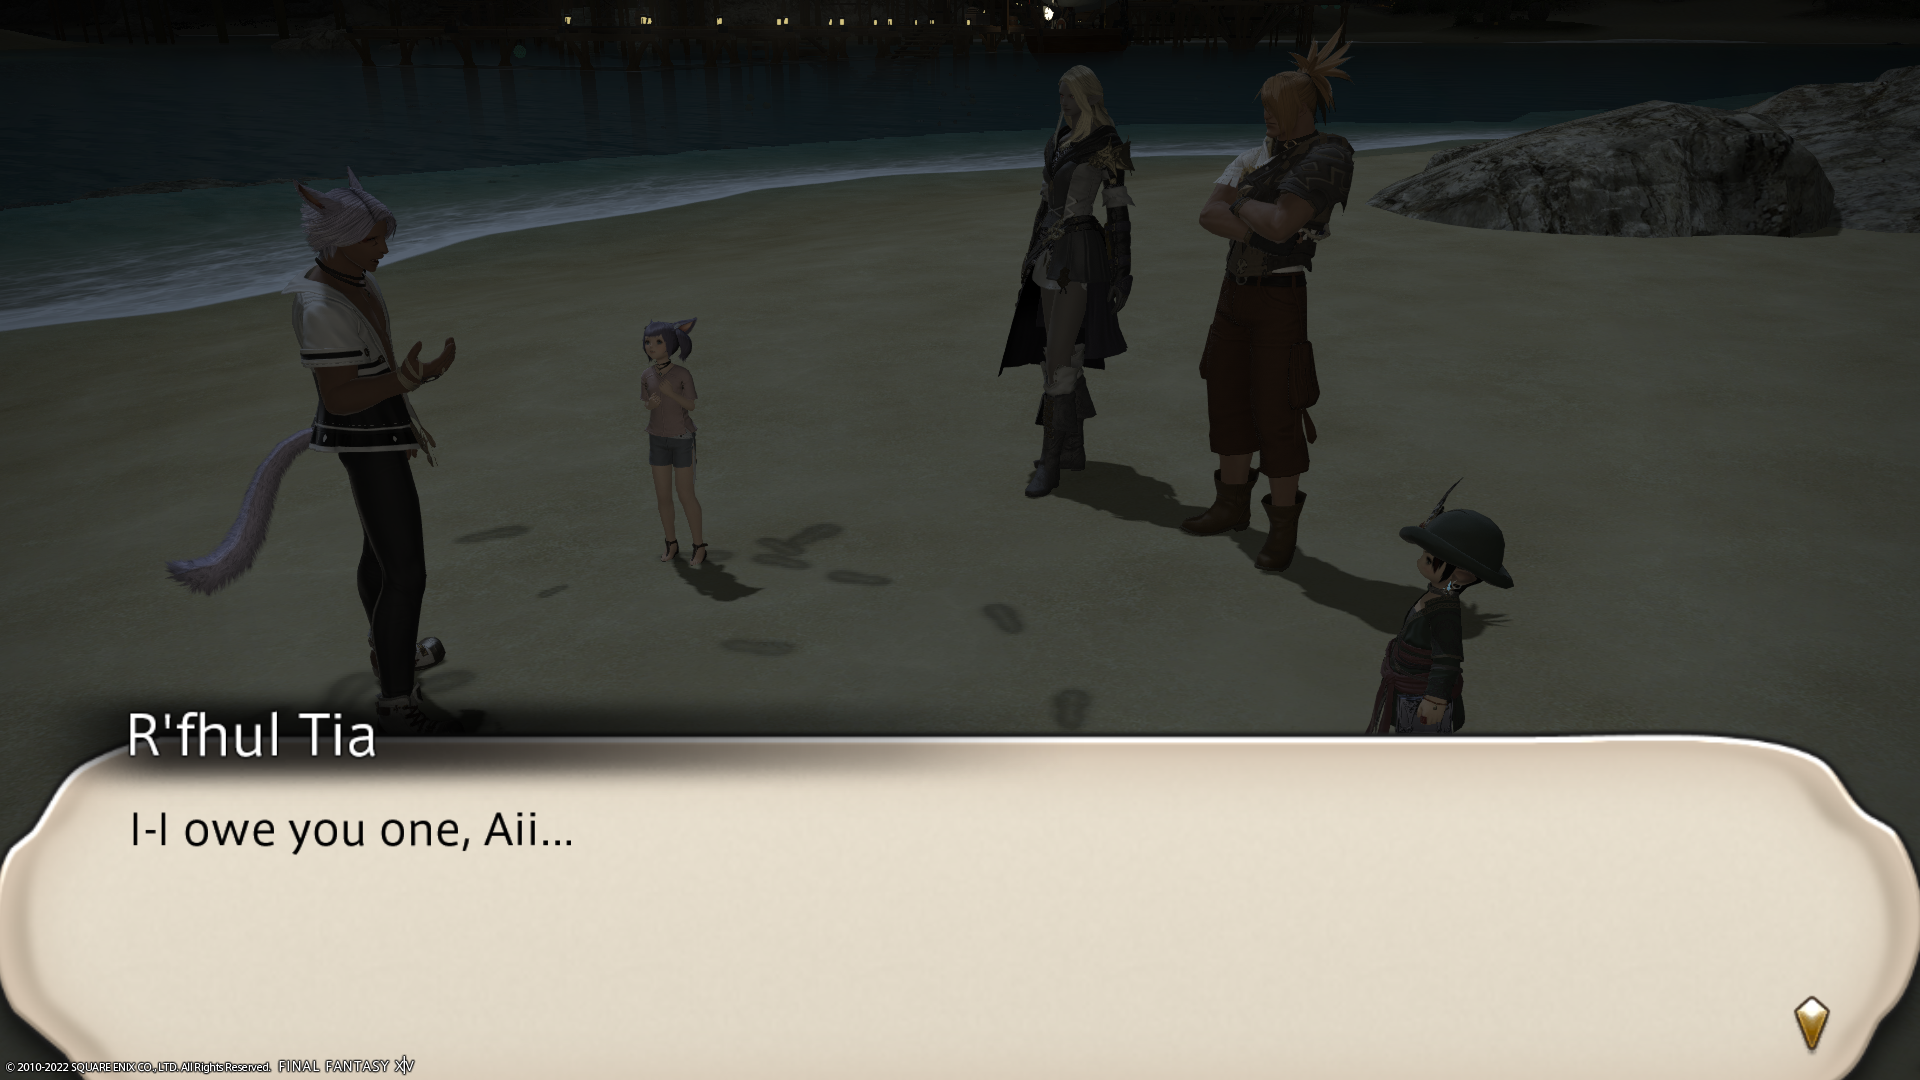 R'fhul Tia
I-I owe you one, Aii...
© 2010-2022 SQUARE ENIX CO., LTD. All Rights Reserved. FINAL FANTASY XIV